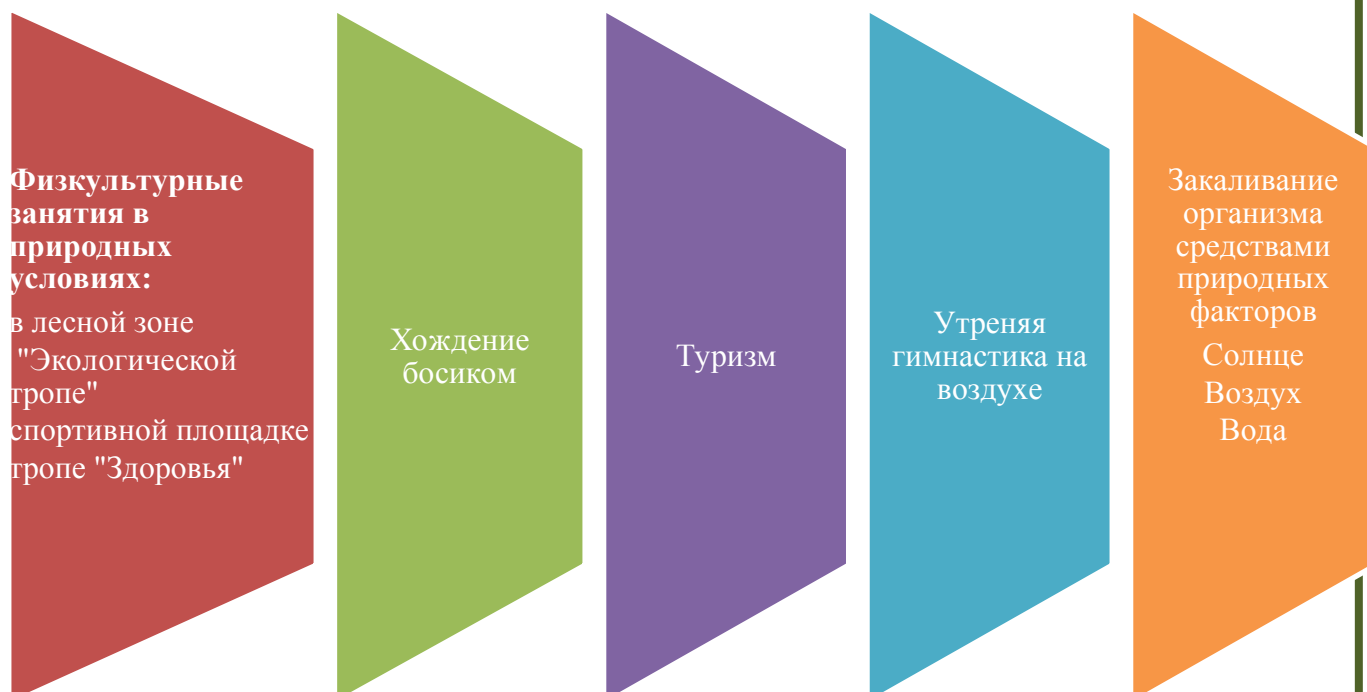 Физкультурные
занятия в
природных
условиях:
в лесной зоне
"Экологической
тропе"
спортивной площадке
тропе "Здоровья"
Хождение
босиком
Туризм
Утреняя
гимнастика на
воздухе
Закаливание
организма
средствами
природных
факторов
Солнце
Воздух
Вода